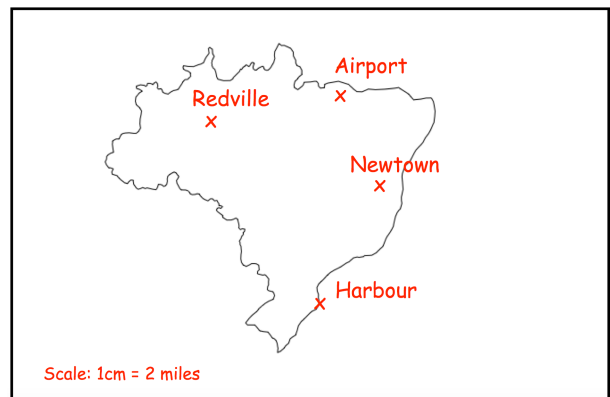 Airport
Redville
x
x
Newtown
x
Harbour
x
Scale: 1cm = 2 miles